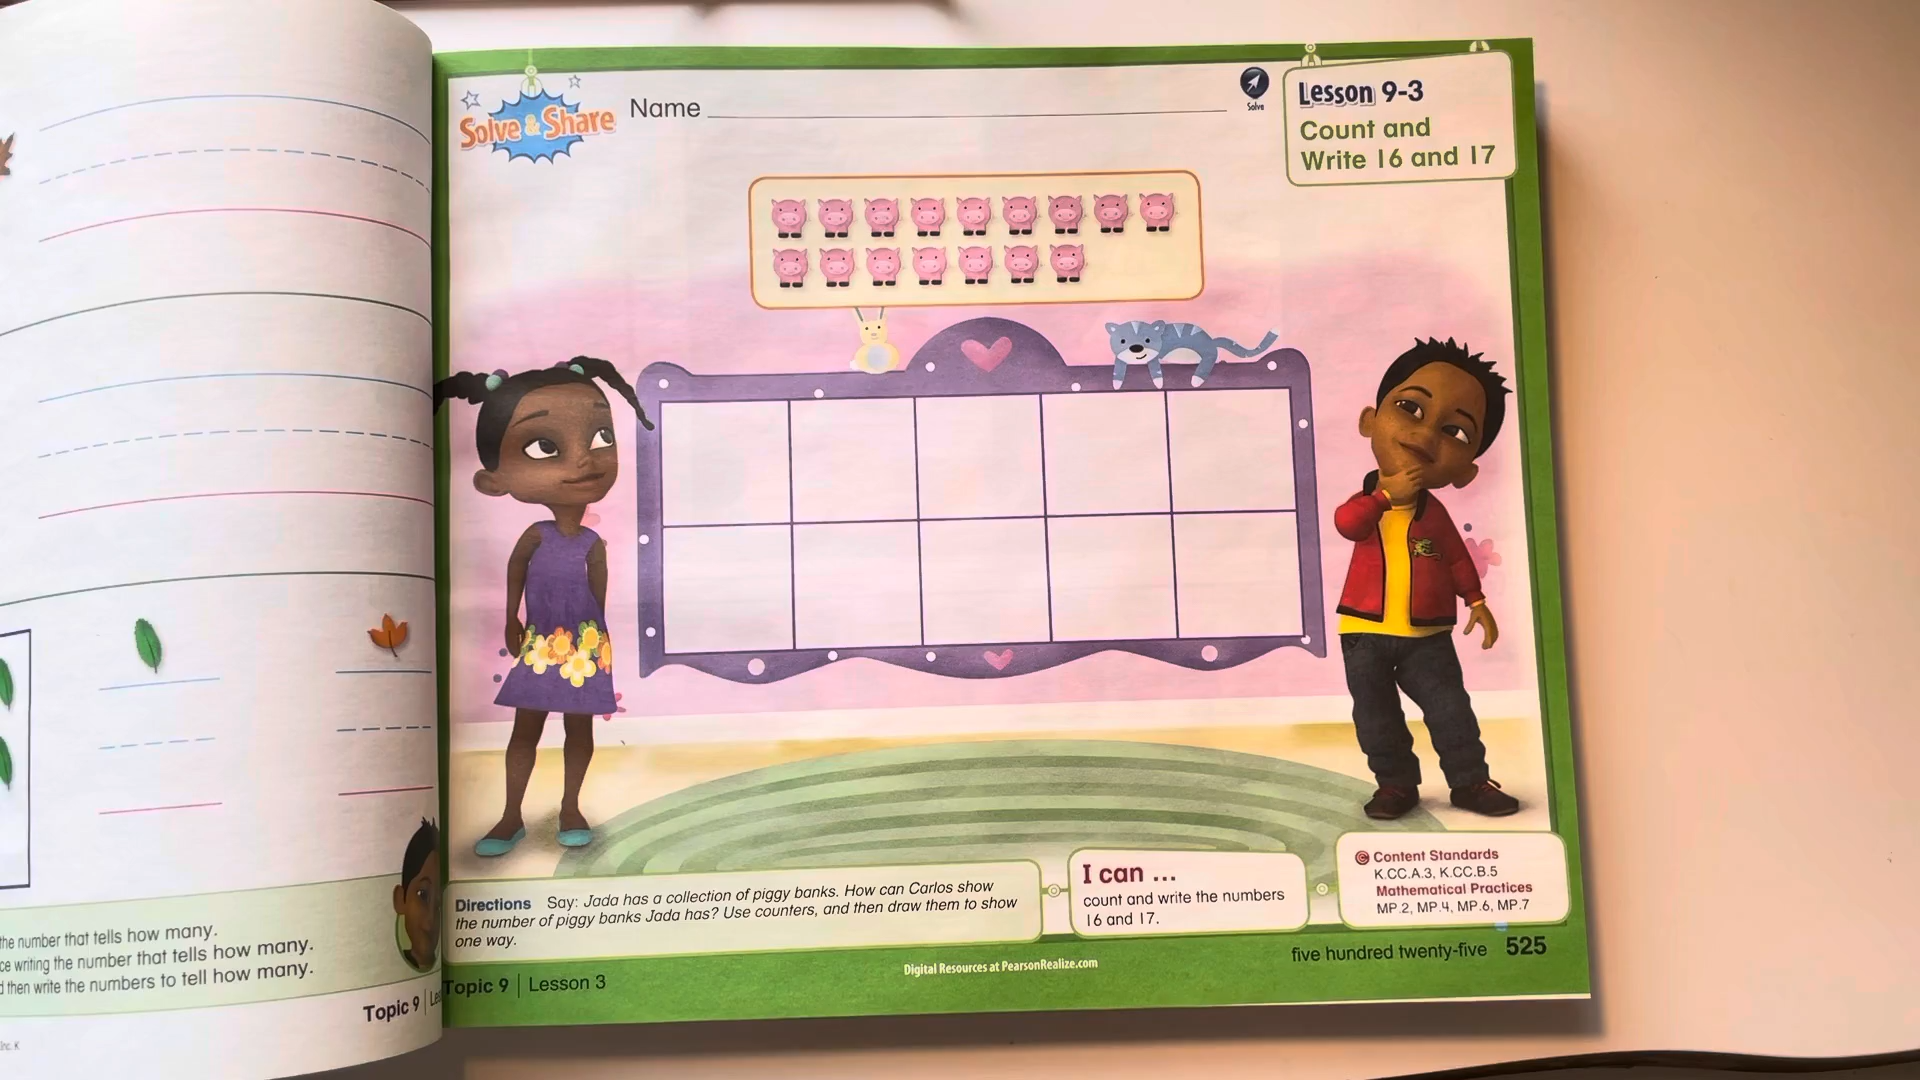 the number that tells how many.
ce writing the number that tells how many.
d then write the numbers to tell how many.
Topic 9
Inc. K
Solve & Share
Name
Solve
Lesson 9-3
Count and
Write 16 and 17
Directions Say: Jada has a collection of piggy banks. How can Carlos show
the number of piggy banks Jada has? Use counters, and then draw them to show
one way.
I can ...
count and write the numbers
16 and 17.
Content Standards
K.CC.A.3, K.CC.B.5
Mathematical Practices
MP.2, MP.4, MP.6, MP.7
Topic 9 | Lesson 3
Digital Resources at PearsonRealize.com
five hundred twenty-five 525